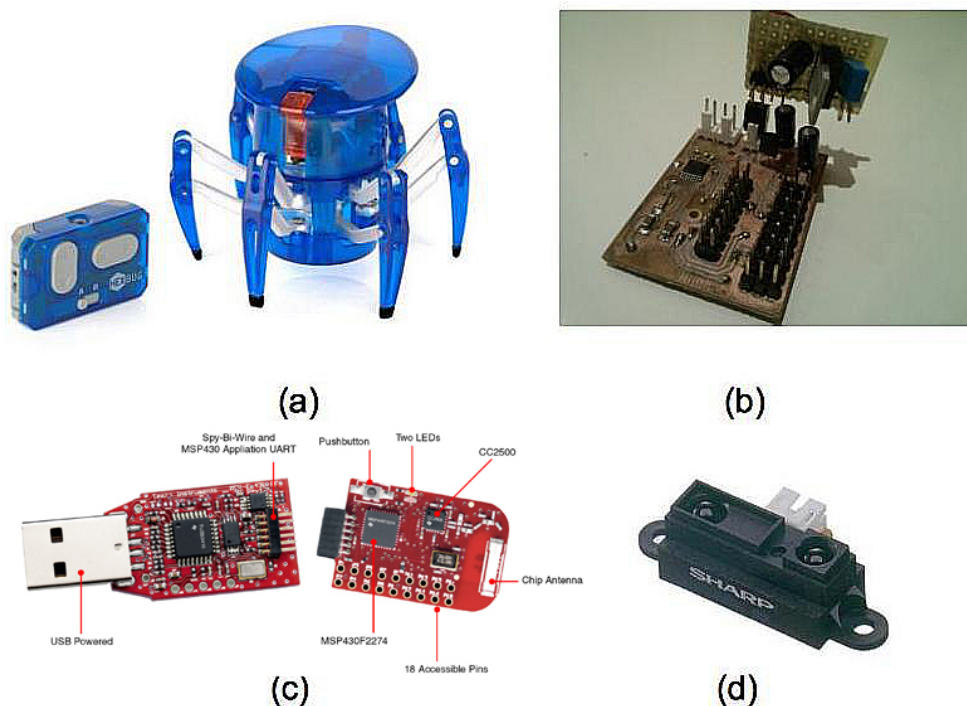 A B
HEXBUG
(a)
(b)
Spy-Bi-Wire and
MSP430 Appliation UART
Pushbutton
Two LEDs
CC2500
USB Powered
MSP430F2274
18 Accessible Pins
Chip Antenna
(c)
SHARP
(d)